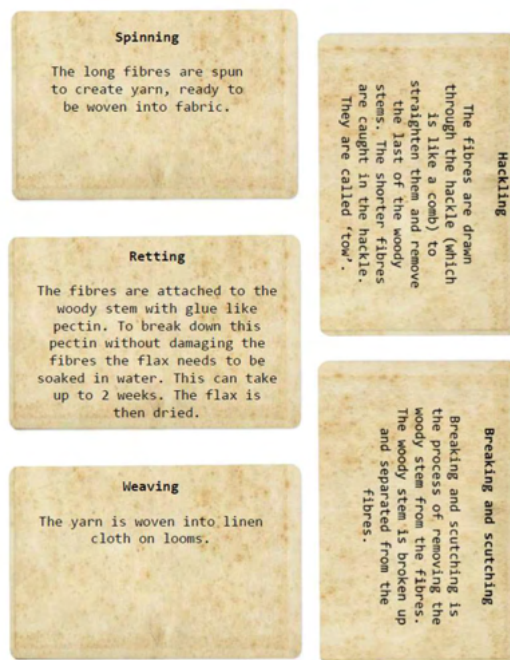 Spinning
The long fibres are spun
to create yarn, ready to
be woven into fabric.
Retting
The fibres are attached to the
woody stem with glue like
pectin. To break down this
pectin without damaging the
fibres the flax needs to be
soaked in water. This can take
up to 2 weeks. The flax is
then dried.
Weaving
The yarn is woven into linen
cloth on looms.
Hackling
The fibres are drawn
through the hackle (which
is like a comb) to
straighten them and remove
the last of the woody
stems. The shorter fibres
are caught in the hackle.
They are called ‘tow’.
Breaking and scutching
Breaking and scutching is
the process of removing the
woody stem from the fibres.
The woody stem is broken up
and separated from the
fibres.